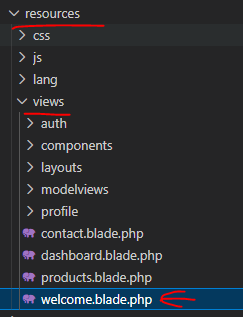 resources
css
js
lang
views
auth
components
layouts
modelviews
profile
contact.blade.php
dashboard.blade.php
products.blade.php
welcome.blade.php